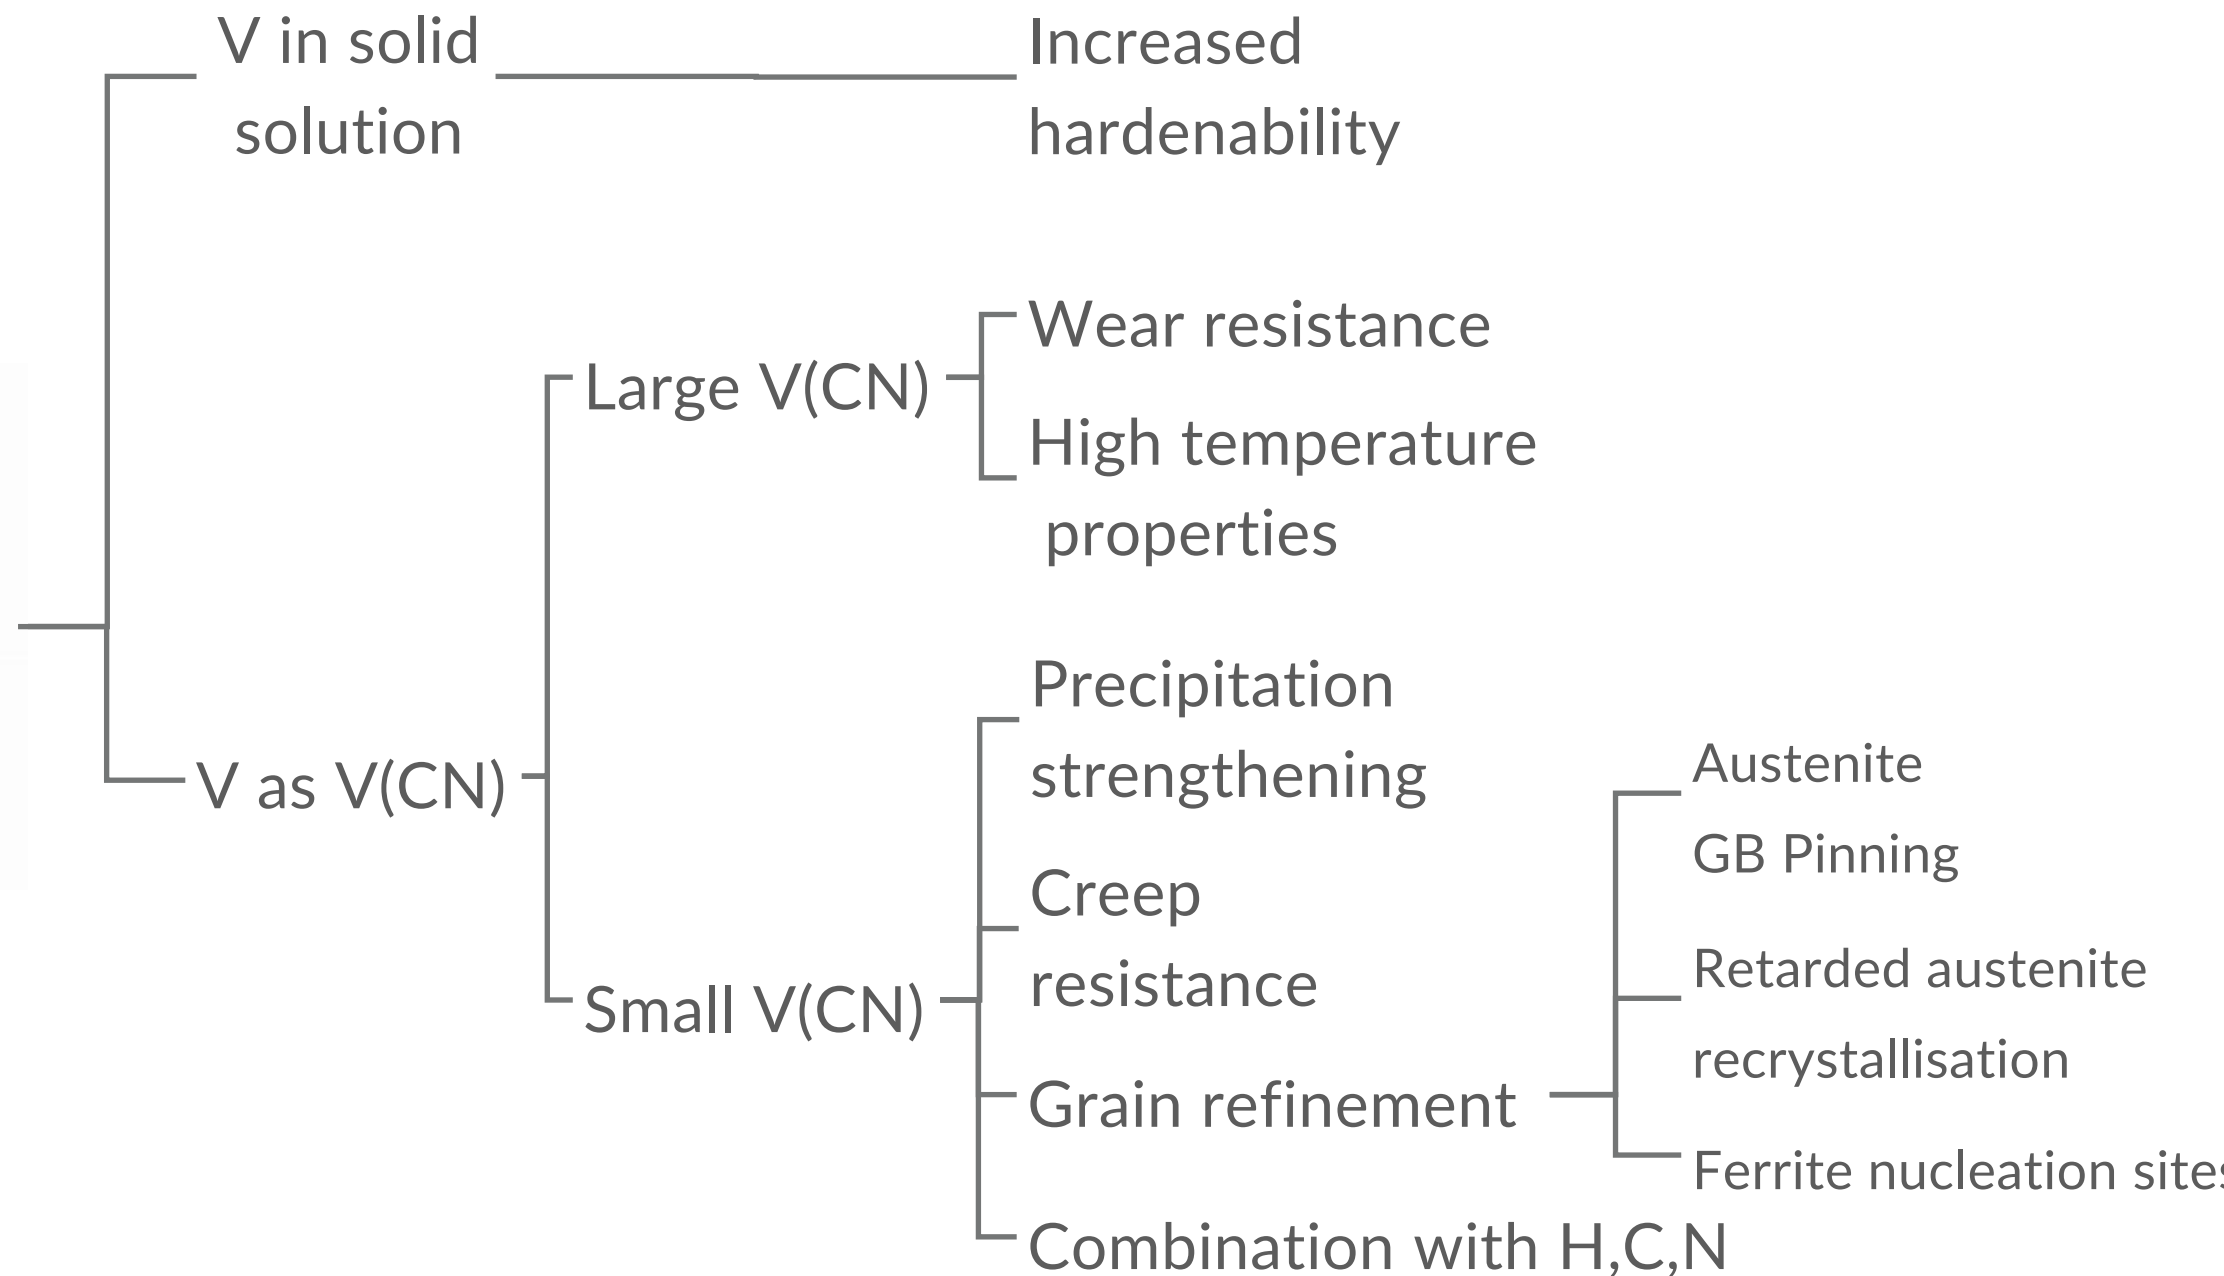 V in solid
solution
Increased
hardenability
Large V(CN)
Wear resistance
High temperature
properties
V as V(CN)
Small V(CN)
Precipitation
strengthening
Creep
resistance
Grain refinement
Combination with H,C,N
Austenite
GB Pinning
Retarded austenite
recrystallisation
Ferrite nucleation sites